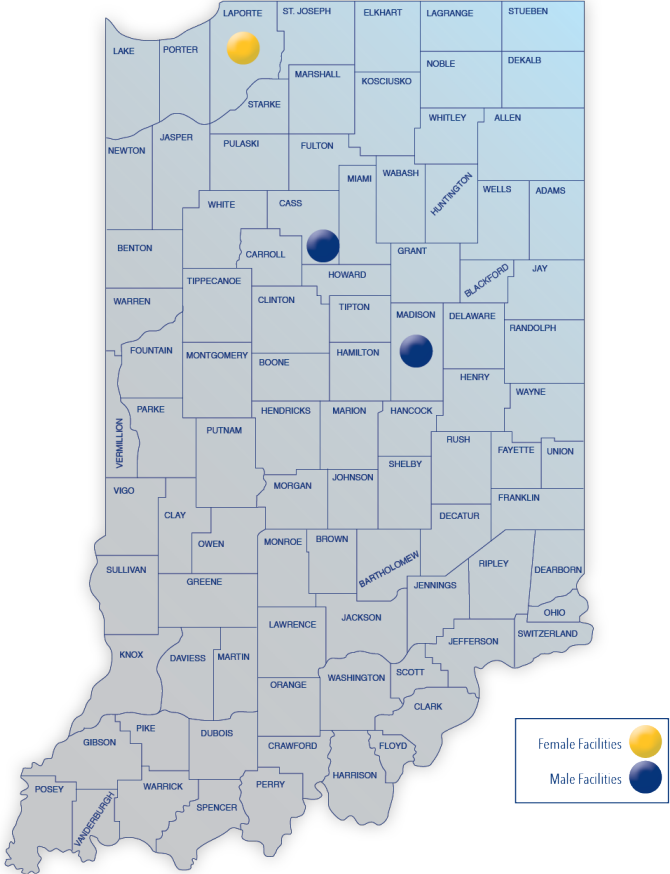 LAPORTE
ST. JOSEPH
ELKHART
LAGRANGE
STUEBEN
LAKE
PORTER
NOBLE
DEKALB
MARSHALL
KOSCIUSKO
STARKE
WHITLEY
ALLEN
NEWTON
JASPER
PULASKI
FULTON
MIAMI
WABASH
HUNTINGTON
WELLS
ADAMS
WHITE
CASS
BENTON
CARROLL
GRANT
HOWARD
BLACKFORD
JAY
TIPPECANOE
WARREN
CLINTON
TIPTON
MADISON
DELAWARE
RANDOLPH
FOUNTAIN
MONTGOMERY
BOONE
HAMILTON
HENRY
WAYNE
PARKE
HENDRICKS
MARION
HANCOCK
VERMILLION
PUTNAM
RUSH
FAYETTE
UNION
SHELBY
JOHNSON
MORGAN
VIGO
FRANKLIN
CLAY
DECATUR
OWEN
MONROE
BROWN
BARTHOLOMEW
RIPLEY
DEARBORN
SULLIVAN
GREENE
JENNINGS
OHIO
LAWRENCE
JACKSON
SWITZERLAND
JEFFERSON
KNOX
DAVIESS
MARTIN
WASHINGTON
SCOTT
ORANGE
CLARK
PIKE
DUBOIS
GIBSON
CRAWFORD
FLOYD
HARRISON
POSEY
VANDERBURGH
WARRICK
SPENCER
PERRY
Female Facilities
Male Facilities